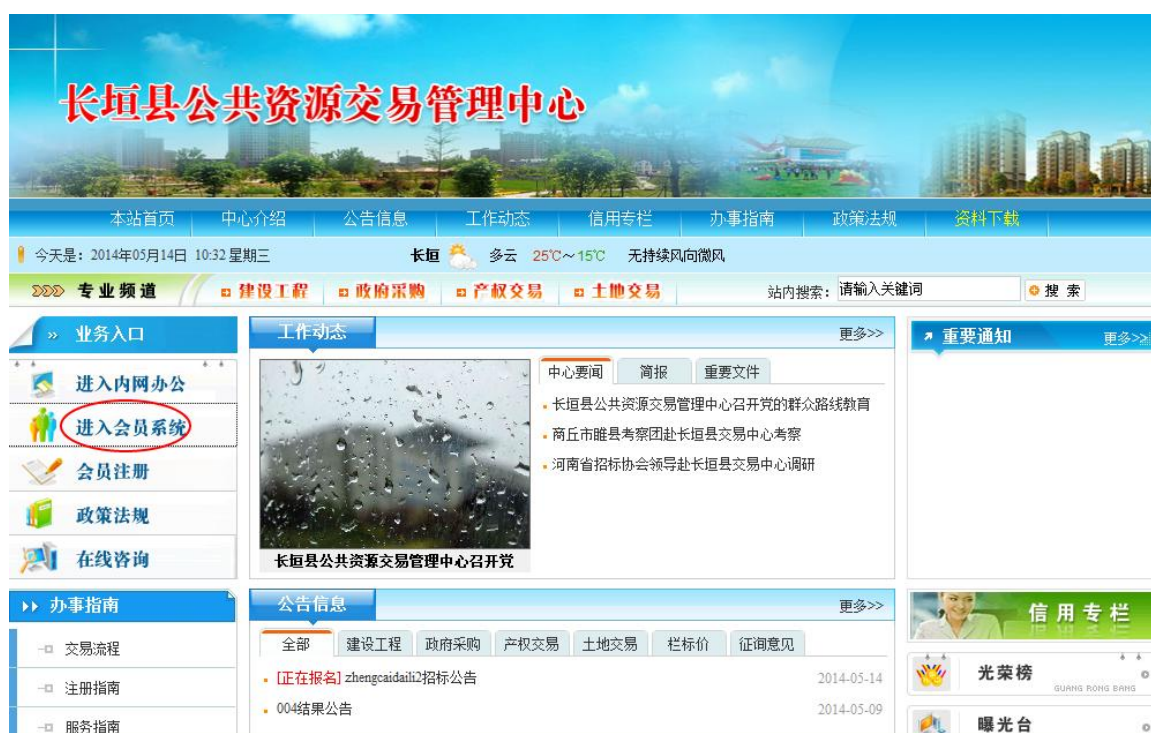 长垣县公共资源交易管理中心
本站首页 中心介绍 公告信息 工作动态 信用专栏 办事指南 政策法规 资料下载
今天是：2014年05月14日 10:32 星期三 长垣 多云 25℃～15℃ 无持续风向微风
专业频道 建设工程 政府采购 产权交易 土地交易 站内搜索：请输入关键词 搜 索
业务入口
进入内网办公
进入会员系统
会员注册
政策法规
在线咨询
工作动态 更多>>
中心要闻 简报 重要文件
长垣县公共资源交易管理中心召开党的群众路线教育
商丘市睢县考察团赴长垣县交易中心考察
河南省招标协会领导赴长垣县交易中心调研
长垣县公共资源交易管理中心召开党
重要通知 更多>>
办事指南
交易流程
注册指南
服务指南
公告信息 更多>>
全部 建设工程 政府采购 产权交易 土地交易 栏标价 征询意见
[正在报名] zhengcaidaili2招标公告 2014-05-14
004结果公告 2014-05-09
信用专栏
光荣榜
GUANG RONG BANG
曝光台